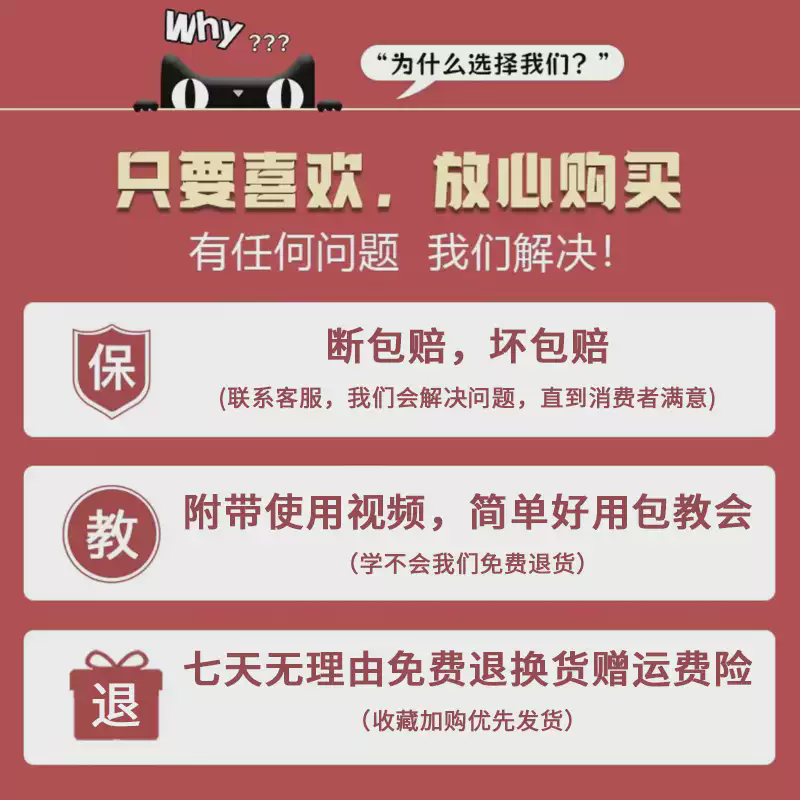 Why ???
“为什么选择我们？”
只要喜欢，放心购买
有任何问题 我们解决！
保
断包赔，坏包赔
(联系客服，我们会解决问题，直到消费者满意)
教
附带使用视频，简单好用包教会
（学不会我们免费退货）
退
七天无理由免费退换货赠运费险
（收藏加购优先发货）